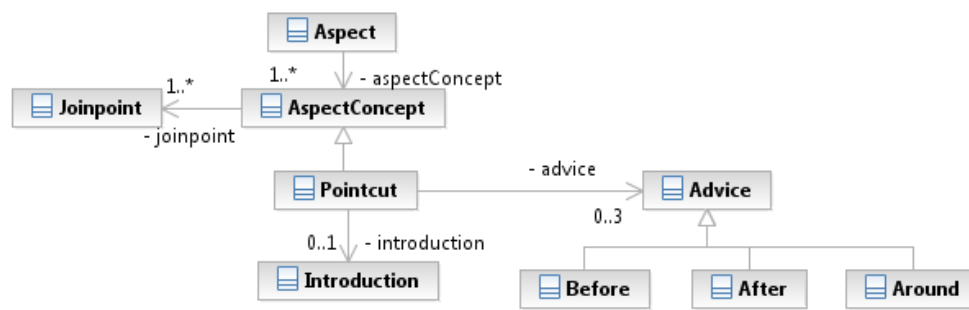 Aspect
1..*
- aspectConcept
1..*
Joinpoint
AspectConcept
- joinpoint
Pointcut
- advice
Advice
0..3
0..1
- introduction
Introduction
Before
After
Around